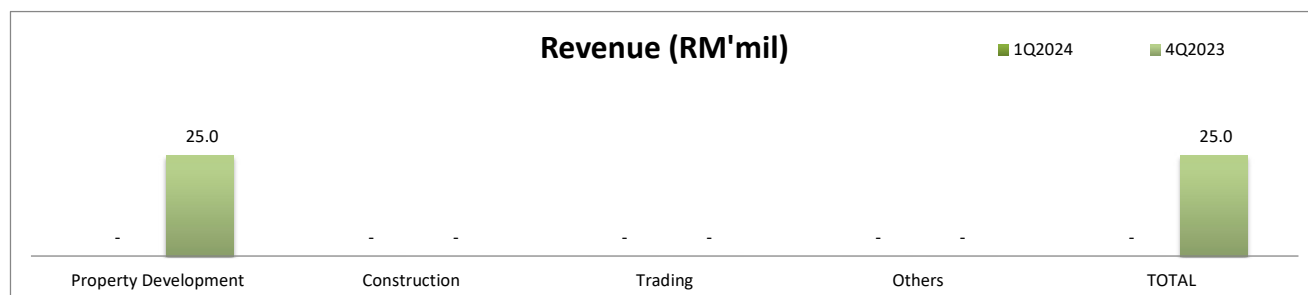 Revenue (RM'mil)
1Q2024 4Q2023
25.0 25.0
- - - - - - - -
Property Development Construction Trading Others TOTAL